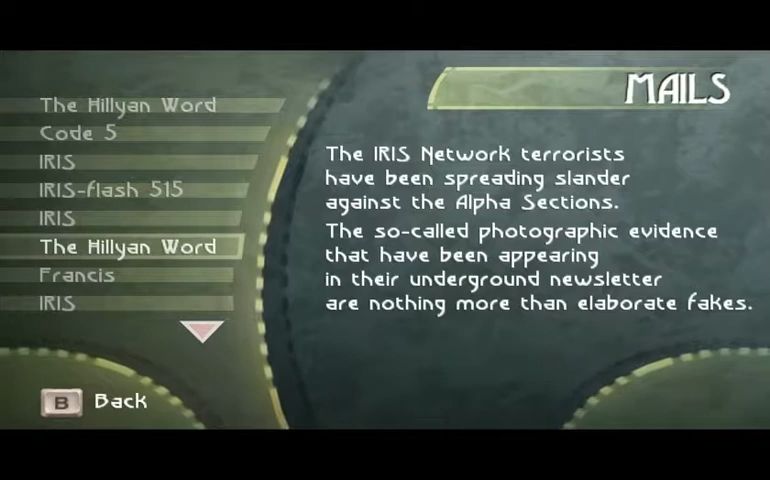 MAILS
The Hillyan Word
Code 5
IRIS
IRIS-flash 515
IRIS
The Hillyan Word
Francis
IRIS
The IRIS Network terrorists
have been spreading slander
against the Alpha Sections.
The so-called photographic evidence
that have been appearing
in their underground newsletter
are nothing more than elaborate fakes.
B Back